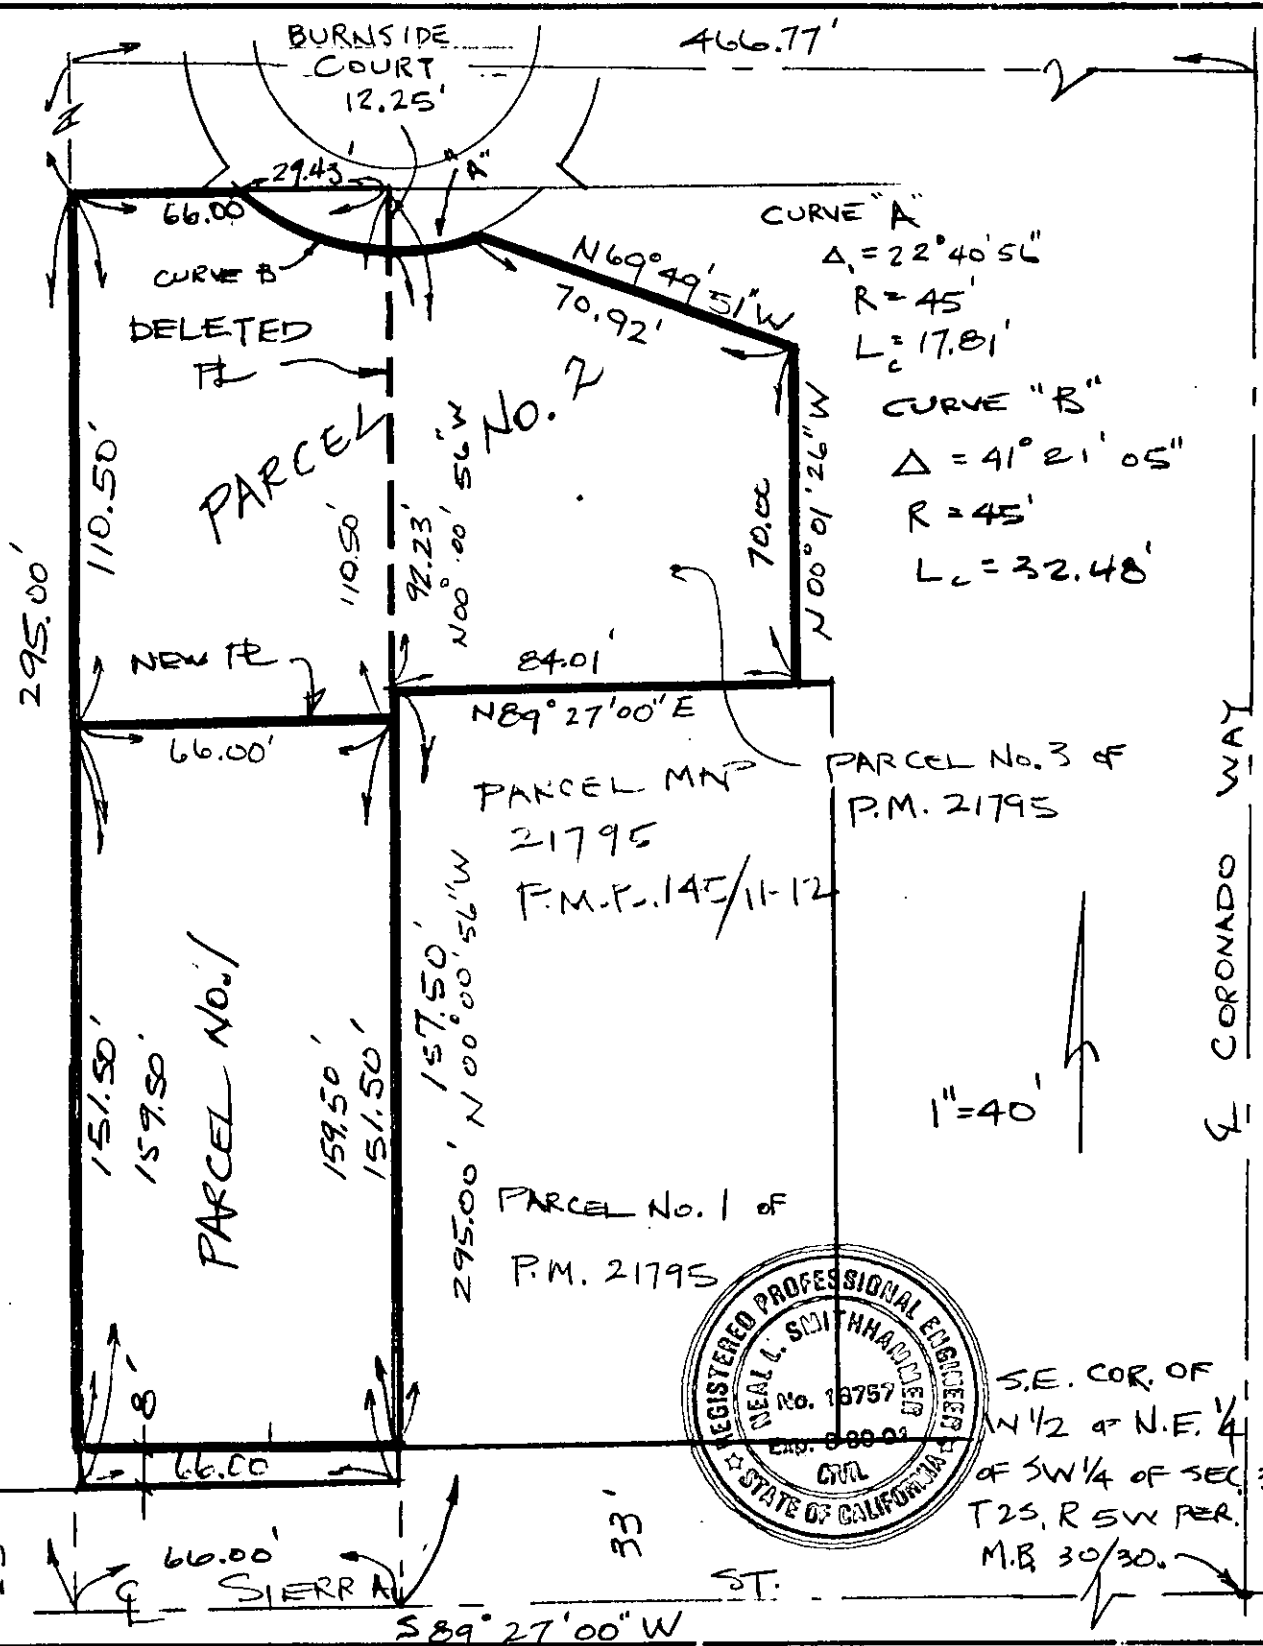 BURNSIDE
COURT
12.25'
466.77'
29.43'
"A"
66.00
CURVE B
DELETED
PL
PARCEL NO. 2
N69°49'51"W
70.92'
CURVE "A"
Δ = 22°40'56"
R = 45'
Lc = 17.81'
CURVE "B"
Δ = 41°21'05"
R = 45'
Lc = 32.48'
110.50'
295.00'
110.50'
92.23'
N00°00'56"W
70.00
N00°01'26"W
NEW PL
66.00'
84.01'
N89°27'00"E
PARCEL MAP
21795
P.M.B. 145/11-12
PARCEL No. 3 OF
P.M. 21795
CL CORONADO WAY
151.50'
159.50'
PARCEL NO. 1
159.50'
151.50'
157.50'
295.00' N00°00'56"W
1"=40'
PARCEL No. 1 OF
P.M. 21795
REGISTERED PROFESSIONAL ENGINEER
NEAL L. SMITHHAMMER
No. 18757
CIVIL
STATE OF CALIFORNIA
S.E. COR. OF
W 1/2 OF N.E. 1/4
OF SW 1/4 OF SEC.
T2S, R5W PER.
M.B. 30/30.
8'
66.00
33'
66.00'
CL SIERRA ST.
S89°27'00"W